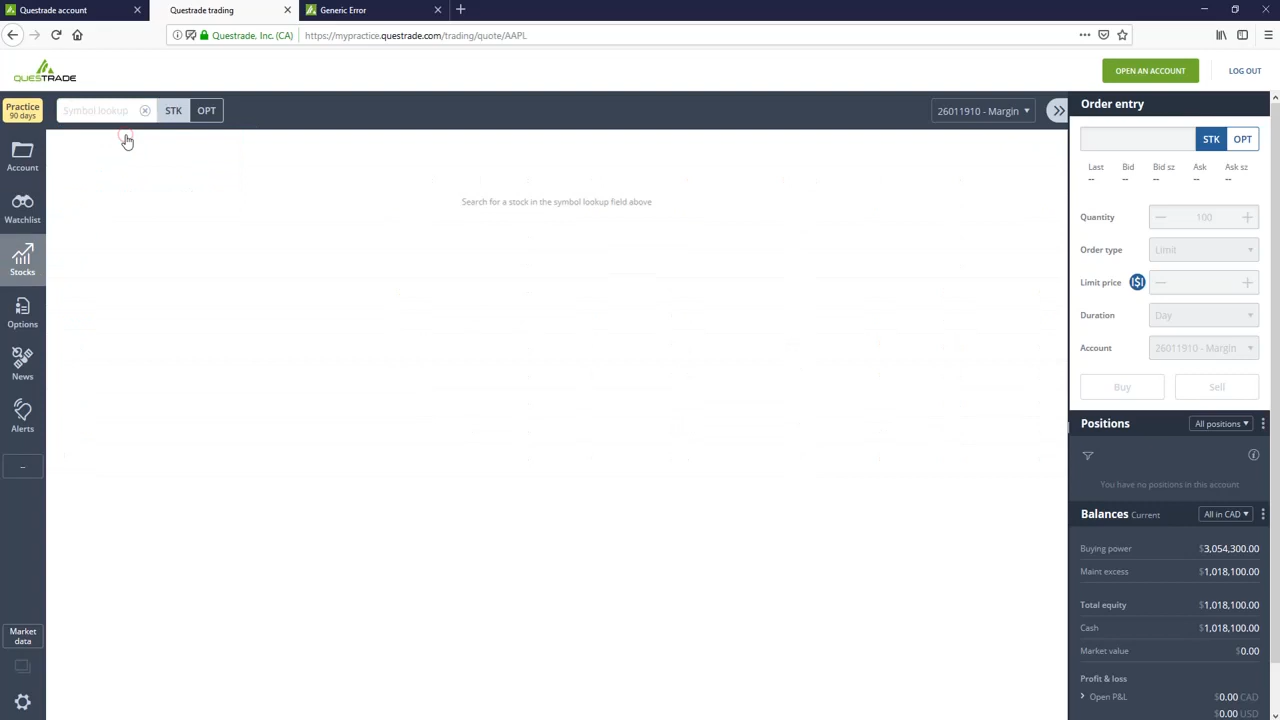 Questrade account
Questrade trading
Generic Error
Questrade, Inc. (CA)
https://mypractice.questrade.com/trading/quote/AAPL
QUESTRADE
OPEN AN ACCOUNT
LOG OUT
Practice
90 days
Symbol lookup
STK
OPT
26011910 - Margin
Order entry
STK
OPT
Last
Bid
Bid sz
Ask
Ask sz
--
--
--
--
--
Search for a stock in the symbol lookup field above
Account
Watchlist
Stocks
Options
News
Alerts
Market
data
Quantity
100
Order type
Limit
Limit price
Duration
Day
Account
26011910 - Margin
Buy
Sell
Positions
All positions
You have no positions in this account
Balances Current
All in CAD
Buying power
$3,054,300.00
Maint excess
$1,018,100.00
Total equity
$1,018,100.00
Cash
$1,018,100.00
Market value
$0.00
Profit & loss
Open P&L
$0.00 CAD
$0.00 USD